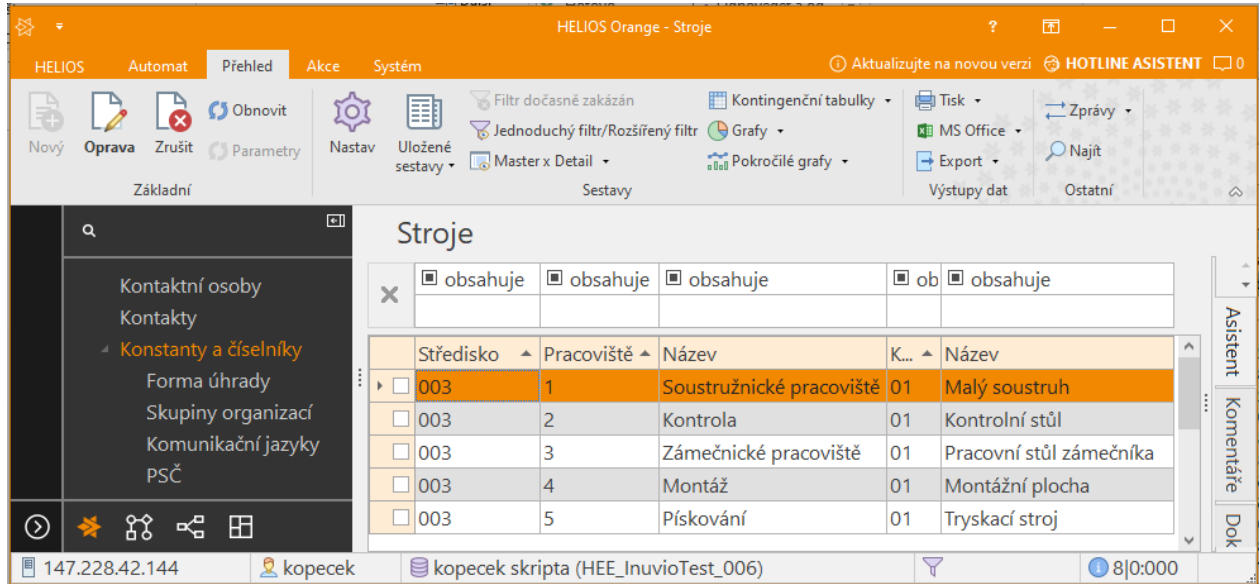 HELIOS Orange - Stroje
HELIOS Automat Přehled Akce Systém Aktualizujte na novou verzi HOTLINE ASISTENT 0
Nový Oprava Zrušit Obnovit Parametry
Základní
Nastav Uložené sestavy
Filtr dočasně zakázán
Jednoduchý filtr/Rozšířený filtr
Master x Detail
Kontingenční tabulky
Grafy
Pokročilé grafy
Sestavy
Tisk
MS Office
Export
Výstupy dat
Zprávy
Najít
Ostatní
Kontaktní osoby
Kontakty
Konstanty a číselníky
Forma úhrady
Skupiny organizací
Komunikační jazyky
PSČ
Stroje
obsahuje obsahuje obsahuje ob obsahuje
Středisko Pracoviště Název K... Název
003 1 Soustružnické pracoviště 01 Malý soustruh
003 2 Kontrola 01 Kontrolní stůl
003 3 Zámečnické pracoviště 01 Pracovní stůl zámečníka
003 4 Montáž 01 Montážní plocha
003 5 Pískování 01 Tryskací stroj
Asistent
Komentáře
Dok
147.228.42.144 kopecek kopecek skripta (HEE_InuvioTest_006) 8|0:000